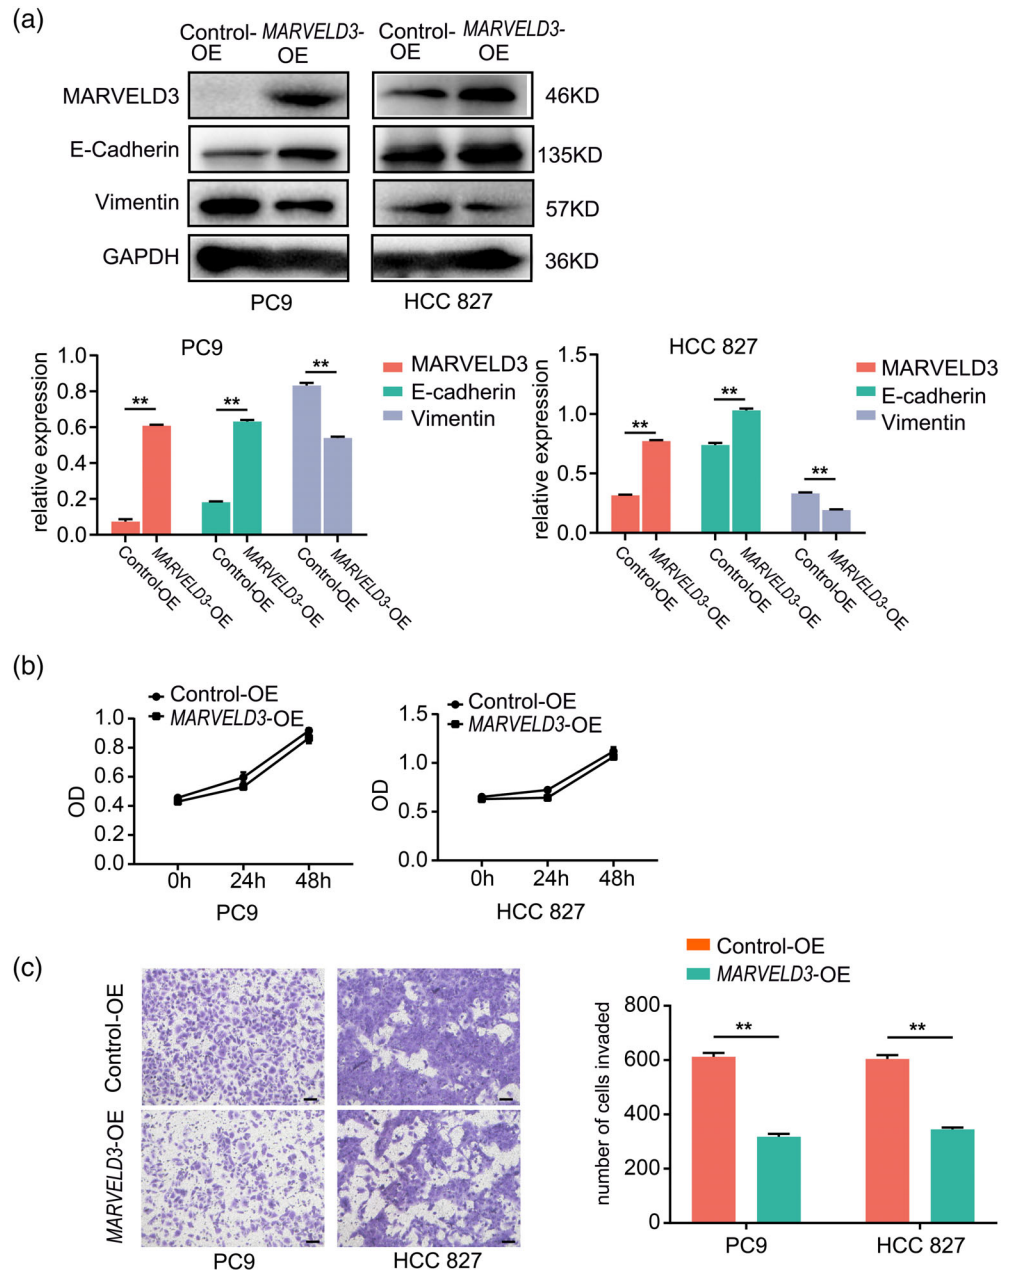 (a)
Control-OE MARVELD3-OE Control-OE MARVELD3-OE
MARVELD3 46KD
E-Cadherin 135KD
Vimentin 57KD
GAPDH 36KD
PC9 HCC 827
PC9
relative expression
1.0
0.8
0.6
0.4
0.2
0.0
** ** **
MARVELD3
E-cadherin
Vimentin
Control-OE MARVELD3-OE Control-OE MARVELD3-OE Control-OE MARVELD3-OE
HCC 827
relative expression
1.5
1.0
0.5
0.0
** ** **
MARVELD3
E-cadherin
Vimentin
Control-OE MARVELD3-OE Control-OE MARVELD3-OE Control-OE MARVELD3-OE
(b)
Control-OE
MARVELD3-OE
OD
1.0
0.8
0.6
0.4
0.2
0.0
0h 24h 48h
PC9
Control-OE
MARVELD3-OE
OD
1.5
1.0
0.5
0.0
0h 24h 48h
HCC 827
(c)
Control-OE
MARVELD3-OE
PC9 HCC 827
Control-OE
MARVELD3-OE
number of cells invaded
800
600
400
200
0
** **
PC9 HCC 827